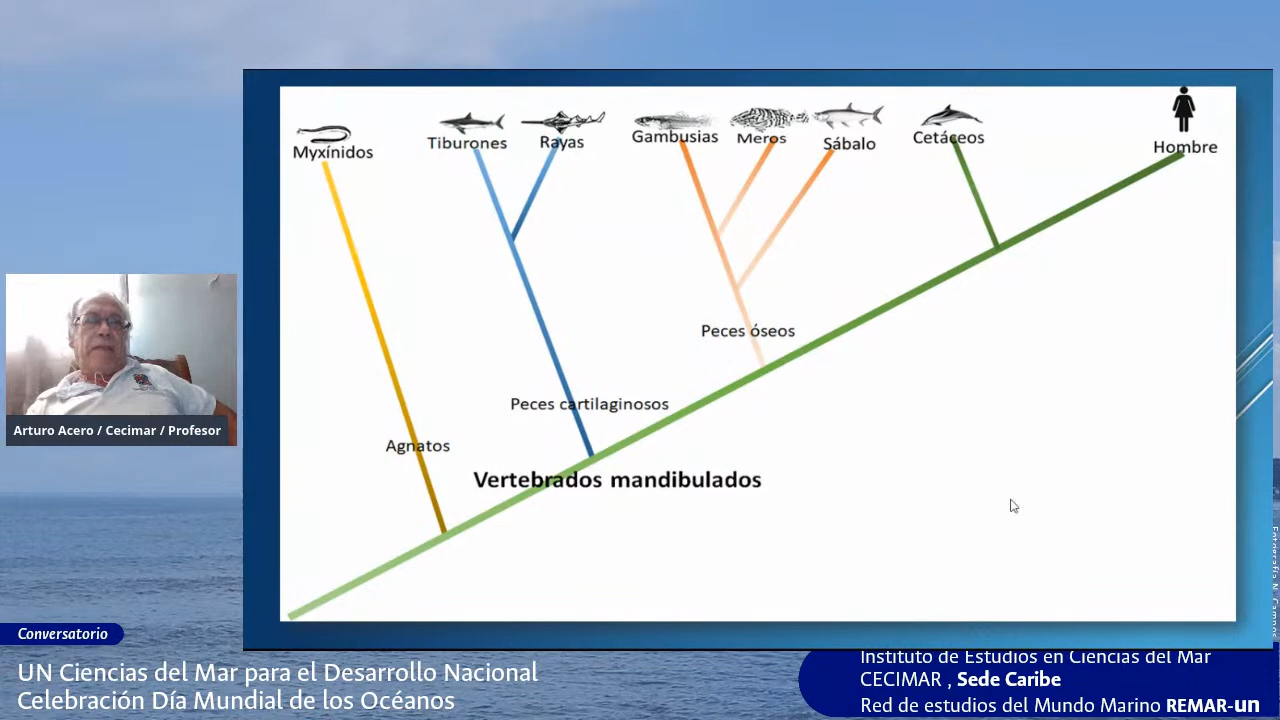 Myxínidos
Tiburones
Rayas
Gambusias
Meros
Sábalo
Cetáceos
Hombre
Peces óseos
Peces cartilaginosos
Agnatos
Vertebrados mandibulados
Arturo Acero / Cecimar / Profesor
Conversatorio
UN Ciencias del Mar para el Desarrollo Nacional
Celebración Día Mundial de los Océanos
Instituto de Estudios en Ciencias del Mar
CECIMAR , Sede Caribe
Red de estudios del Mundo Marino REMAR-un